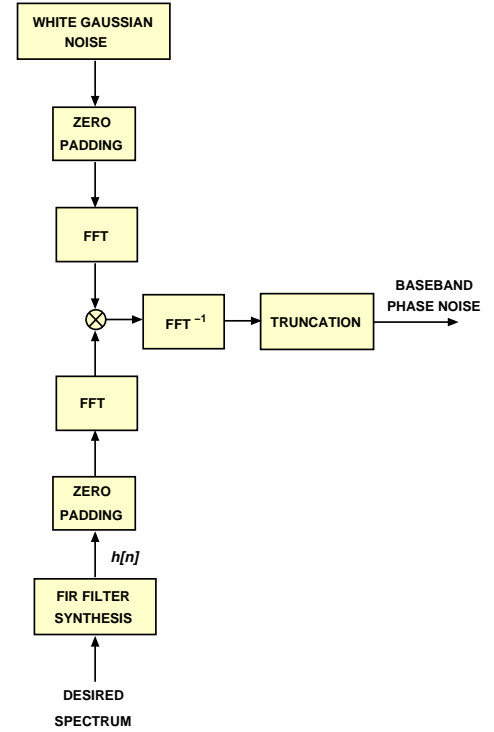 WHITE GAUSSIAN
NOISE
ZERO
PADDING
FFT
BASEBAND
PHASE NOISE
FFT −1
TRUNCATION
FFT
ZERO
PADDING
h[n]
FIR FILTER
SYNTHESIS
DESIRED
SPECTRUM